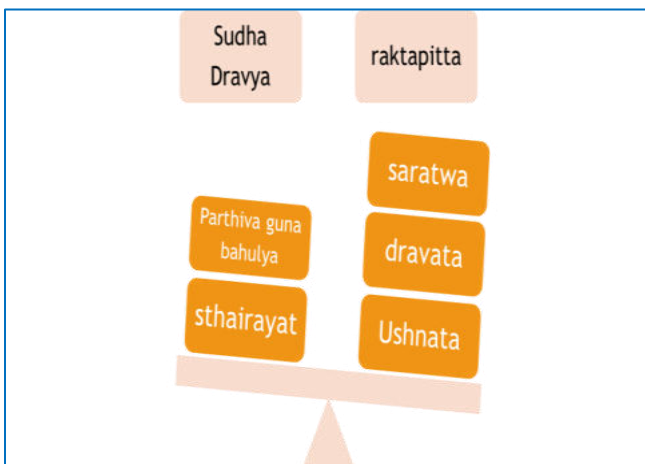 Sudha
Dravya
raktapitta
saratwa
Parthiva guna
bahulya
dravata
sthairayat
Ushnata